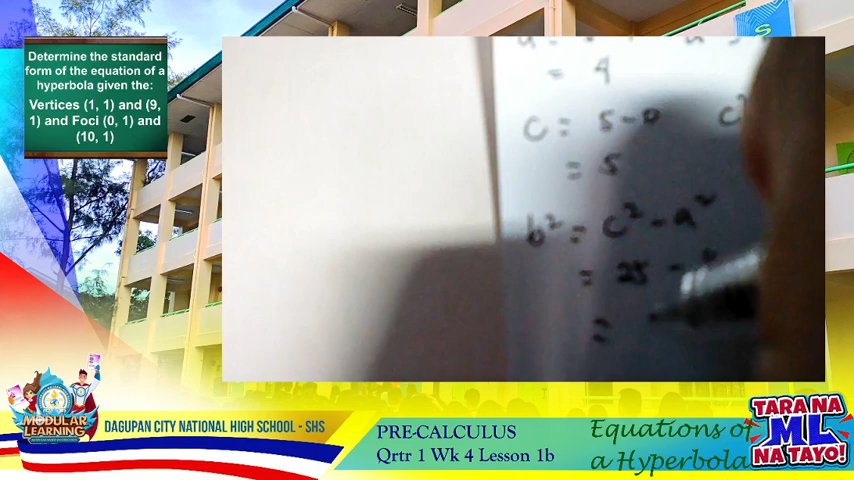 Determine the standard
form of the equation of a
hyperbola given the:
Vertices (1, 1) and (9,
1) and Foci (0, 1) and
(10, 1)
= 4
c = 5 - 0
= 5
b² = c² - a²
= 25 -
=
MODULAR
LEARNING
DAGUPAN CITY NATIONAL HIGH SCHOOL - SHS
PRE-CALCULUS
Qrtr 1 Wk 4 Lesson 1b
Equations of
a Hyperbola
TARA NA
ML
NA TAYO!